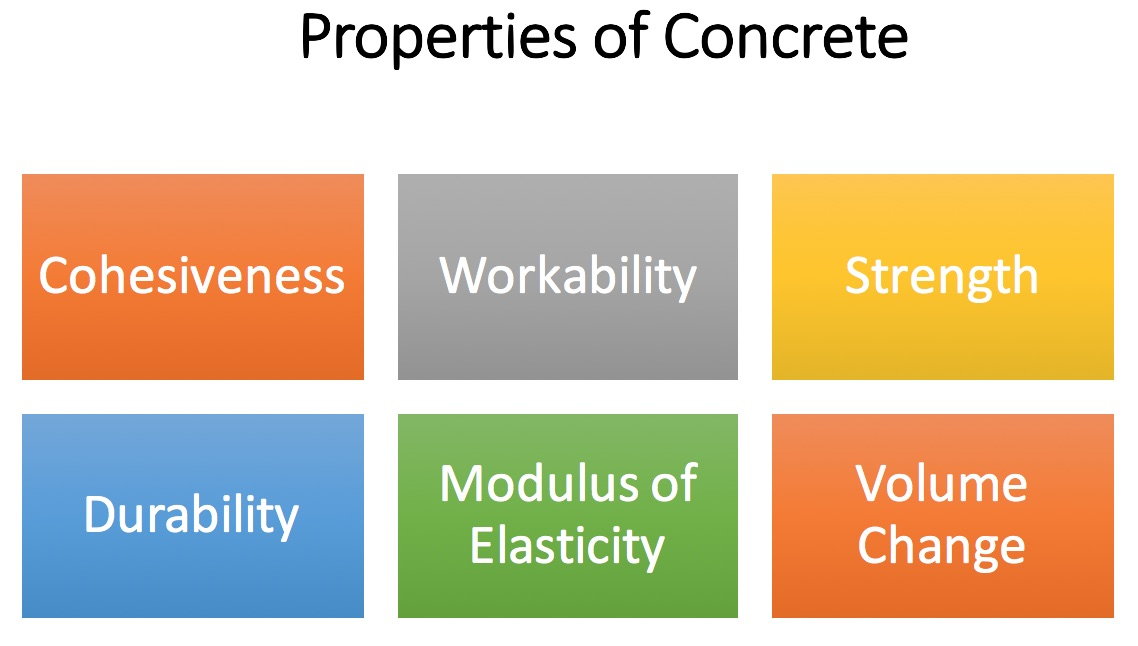 Properties of Concrete
Cohesiveness
Workability
Strength
Durability
Modulus of
Elasticity
Volume
Change